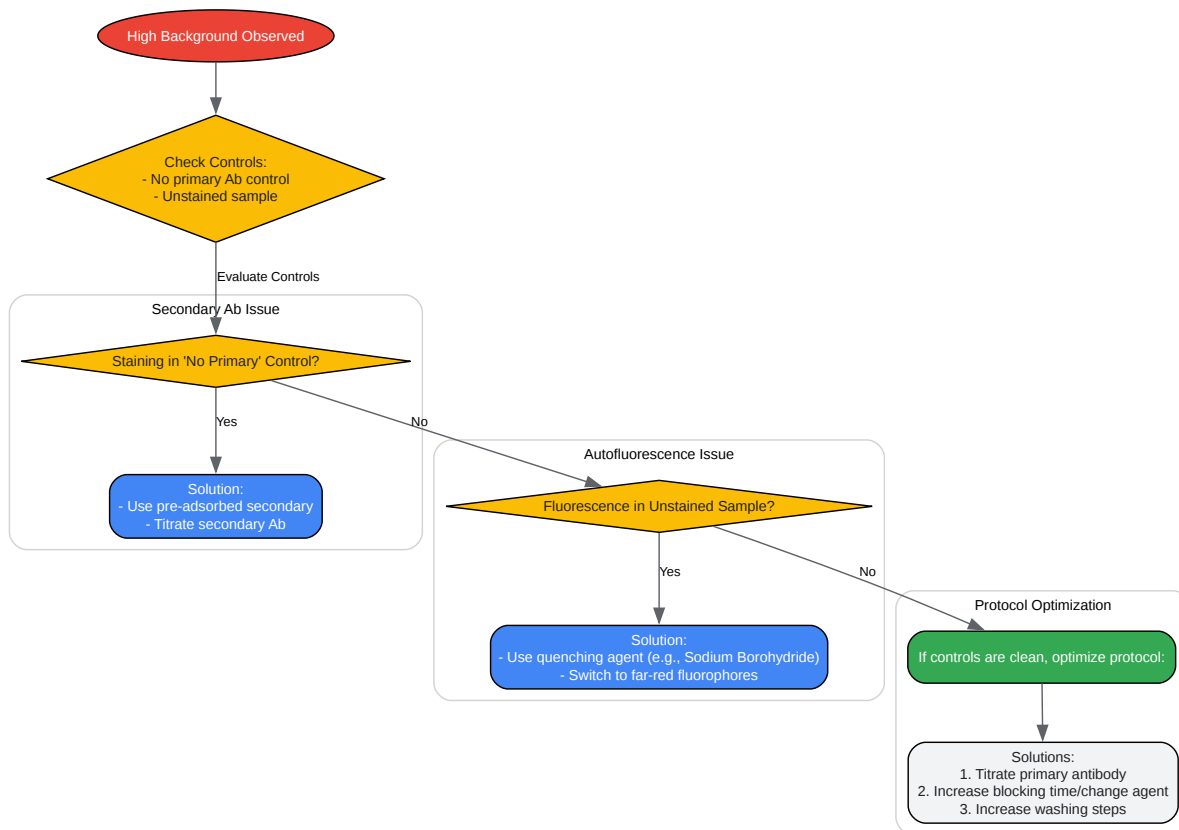 High Background Observed
Check Controls:
- No primary Ab control
- Unstained sample
Evaluate Controls
Secondary Ab Issue
Staining in 'No Primary' Control?
Yes
No
Solution:
- Use pre-adsorbed secondary
- Titrate secondary Ab
Autofluorescence Issue
Fluorescence in Unstained Sample?
Yes
No
Solution:
- Use quenching agent (e.g., Sodium Borohydride)
- Switch to far-red fluorophores
Protocol Optimization
If controls are clean, optimize protocol:
Solutions:
1. Titrate primary antibody
2. Increase blocking time/change agent
3. Increase washing steps